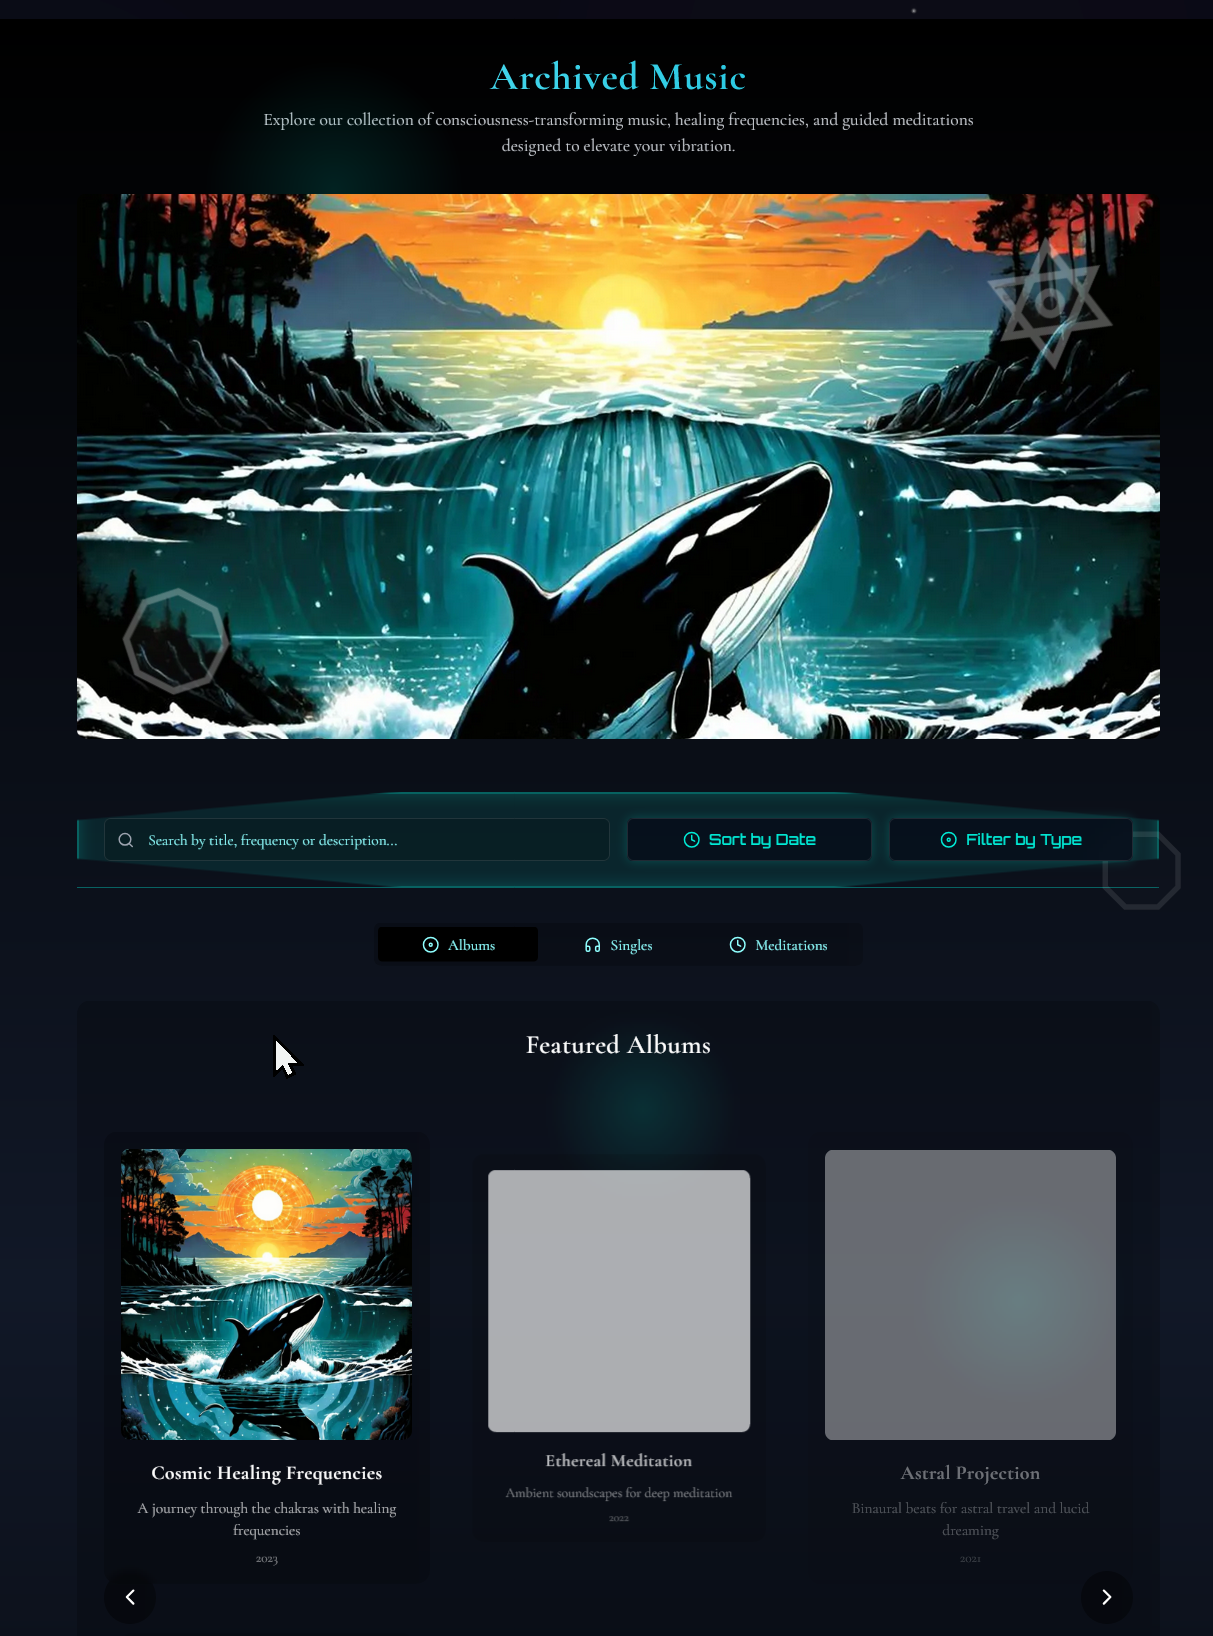 Archived Music
Explore our collection of consciousness-transforming music, healing frequencies, and guided meditations
designed to elevate your vibration.
Search by title, frequency or description...
Sort by Date
Filter by Type
Albums
Singles
Meditations
Featured Albums
Cosmic Healing Frequencies
A journey through the chakras with healing
frequencies
2023
Ethereal Meditation
Ambient soundscapes for deep meditation
2022
Astral Projection
Binaural beats for astral travel and lucid
dreaming
2021